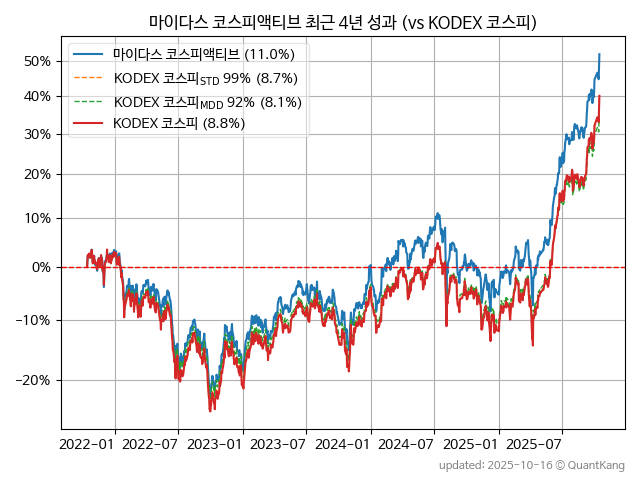 마이다스 코스피액티브 최근 4년 성과 (vs KODEX 코스피)
마이다스 코스피액티브 (11.0%)
KODEX 코스피STD 99% (8.7%)
KODEX 코스피MDD 92% (8.1%)
KODEX 코스피 (8.8%)
50%
40%
30%
20%
10%
0%
−10%
−20%
2022-01 2022-07 2023-01 2023-07 2024-01 2024-07 2025-01 2025-07
updated: 2025-10-16 © QuantKang